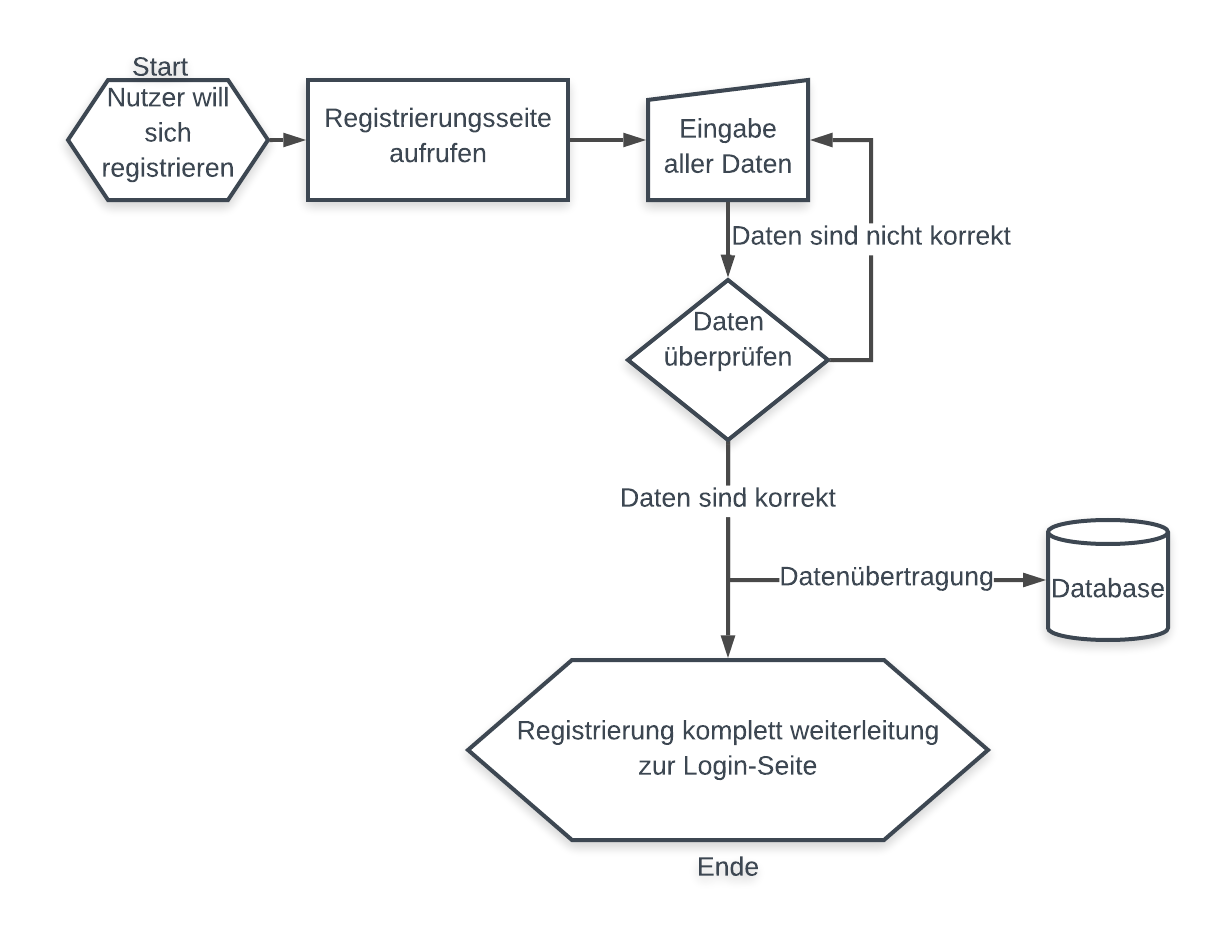 Start
Nutzer will
sich
registrieren
Registrierungsseite
aufrufen
Eingabe
aller Daten
Daten sind nicht korrekt
Daten
überprüfen
Daten sind korrekt
Datenübertragung
Database
Registrierung komplett weiterleitung
zur Login-Seite
Ende